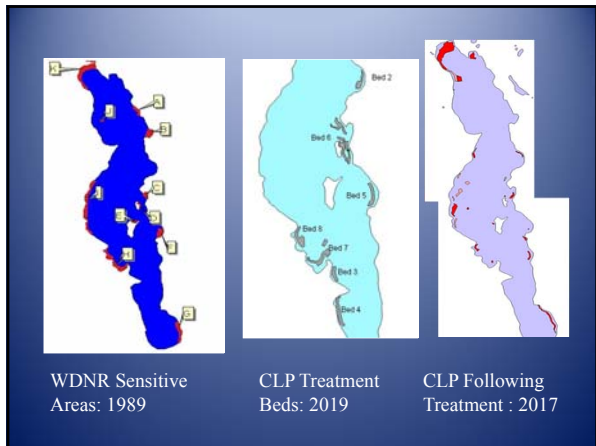 K
A
J
B
C
I
E
D
F
H
G
Bed 2
Bed 6
Bed 5
Bed 8
Bed 7
Bed 3
Bed 4
WDNR Sensitive
Areas: 1989
CLP Treatment
Beds: 2019
CLP Following
Treatment : 2017